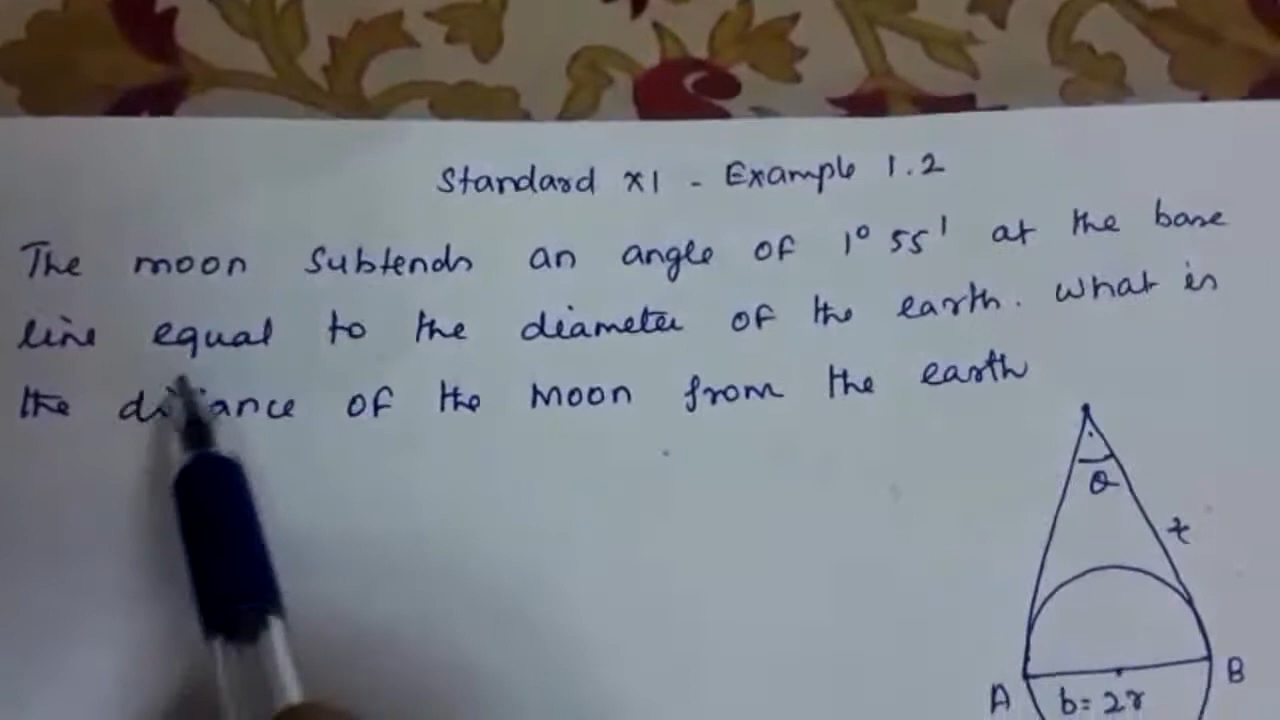 Standard XI - Example 1.2
The moon subtends an angle of 1° 55' at the base
line equal to the diameter of the earth. What is
the distance of the moon from the earth
θ
x
A
B
b = 2r